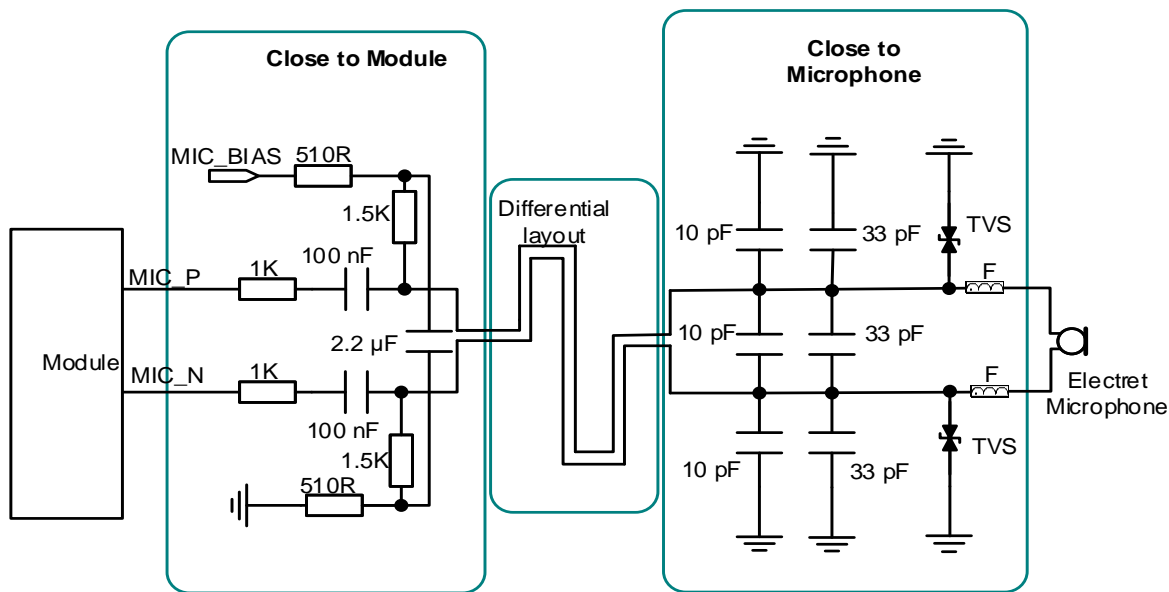 Close to Module
Close to
Microphone
MIC_BIAS
510R
1.5K
Differential
layout
10 pF
33 pF
TVS
MIC_P
1K
100 nF
F
2.2 µF
10 pF
33 pF
Module
MIC_N
1K
F
Electret
Microphone
100 nF
1.5K
10 pF
33 pF
TVS
510R